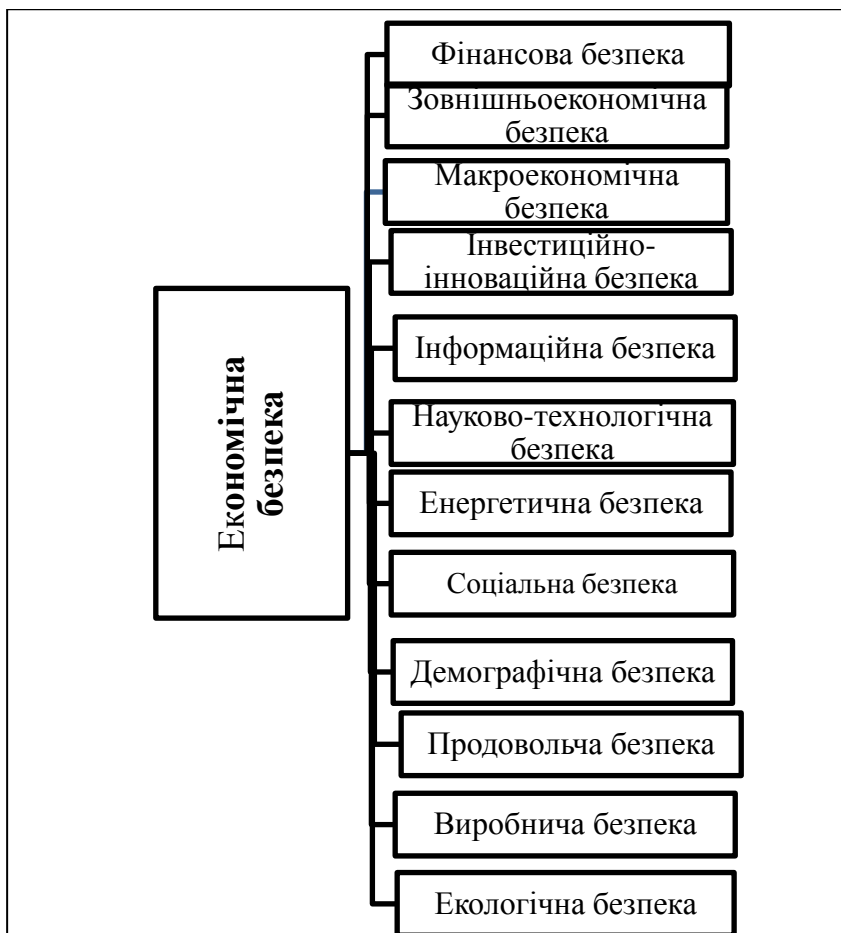 Фінансова безпека
Зовнішньоекономічна
безпека
Макроекономічна
безпека
Інвестиційно-
інноваційна безпека
Інформаційна безпека
Науково-технологічна
безпека
Енергетична безпека
Соціальна безпека
Демографічна безпека
Продовольча безпека
Виробнича безпека
Екологічна безпека
Економічна
безпека